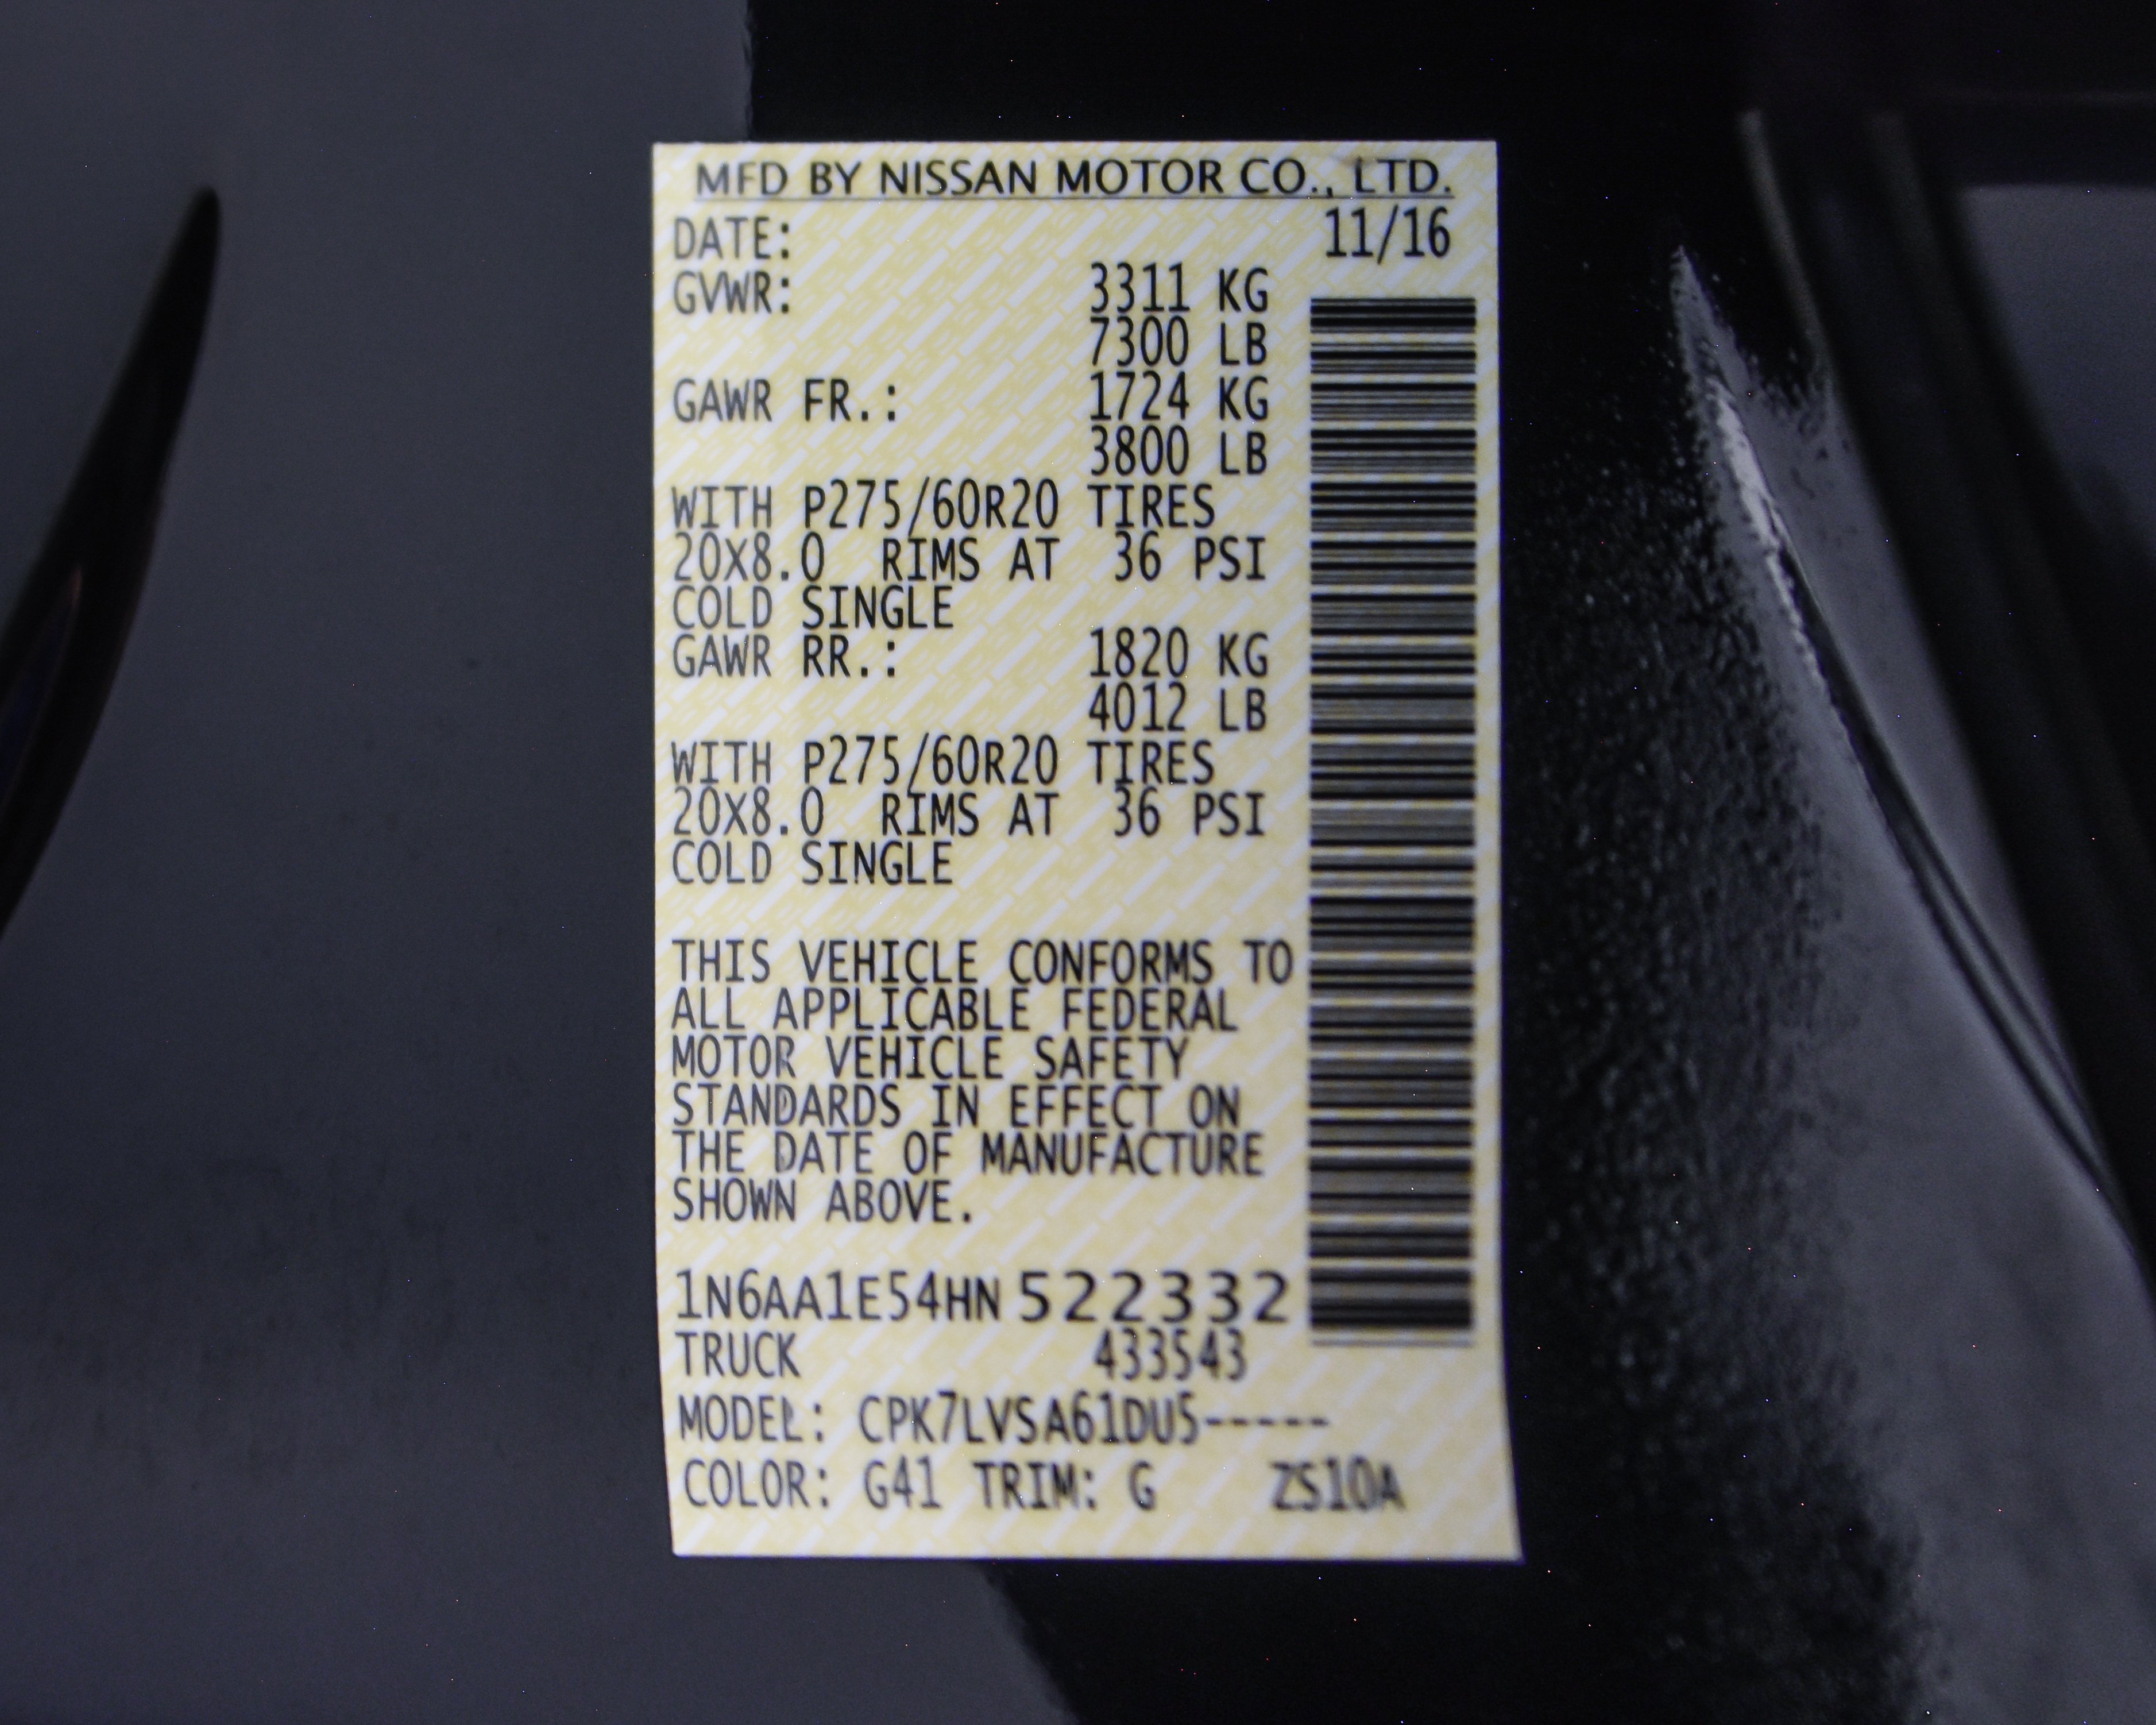 MFD BY NISSAN MOTOR CO., LTD.
DATE: 11/16
GVWR: 3311 KG
7300 LB
GAWR FR.: 1724 KG
3800 LB
WITH P275/60R20 TIRES
20X8.0 RIMS AT 36 PSI
COLD SINGLE
GAWR RR.: 1820 KG
4012 LB
WITH P275/60R20 TIRES
20X8.0 RIMS AT 36 PSI
COLD SINGLE
THIS VEHICLE CONFORMS TO
ALL APPLICABLE FEDERAL
MOTOR VEHICLE SAFETY
STANDARDS IN EFFECT ON
THE DATE OF MANUFACTURE
SHOWN ABOVE.
1N6AA1E54HN 522332
TRUCK 433543
MODEL: CPK7LVSA61DU5-----
COLOR: G41 TRIM: G ZS10A